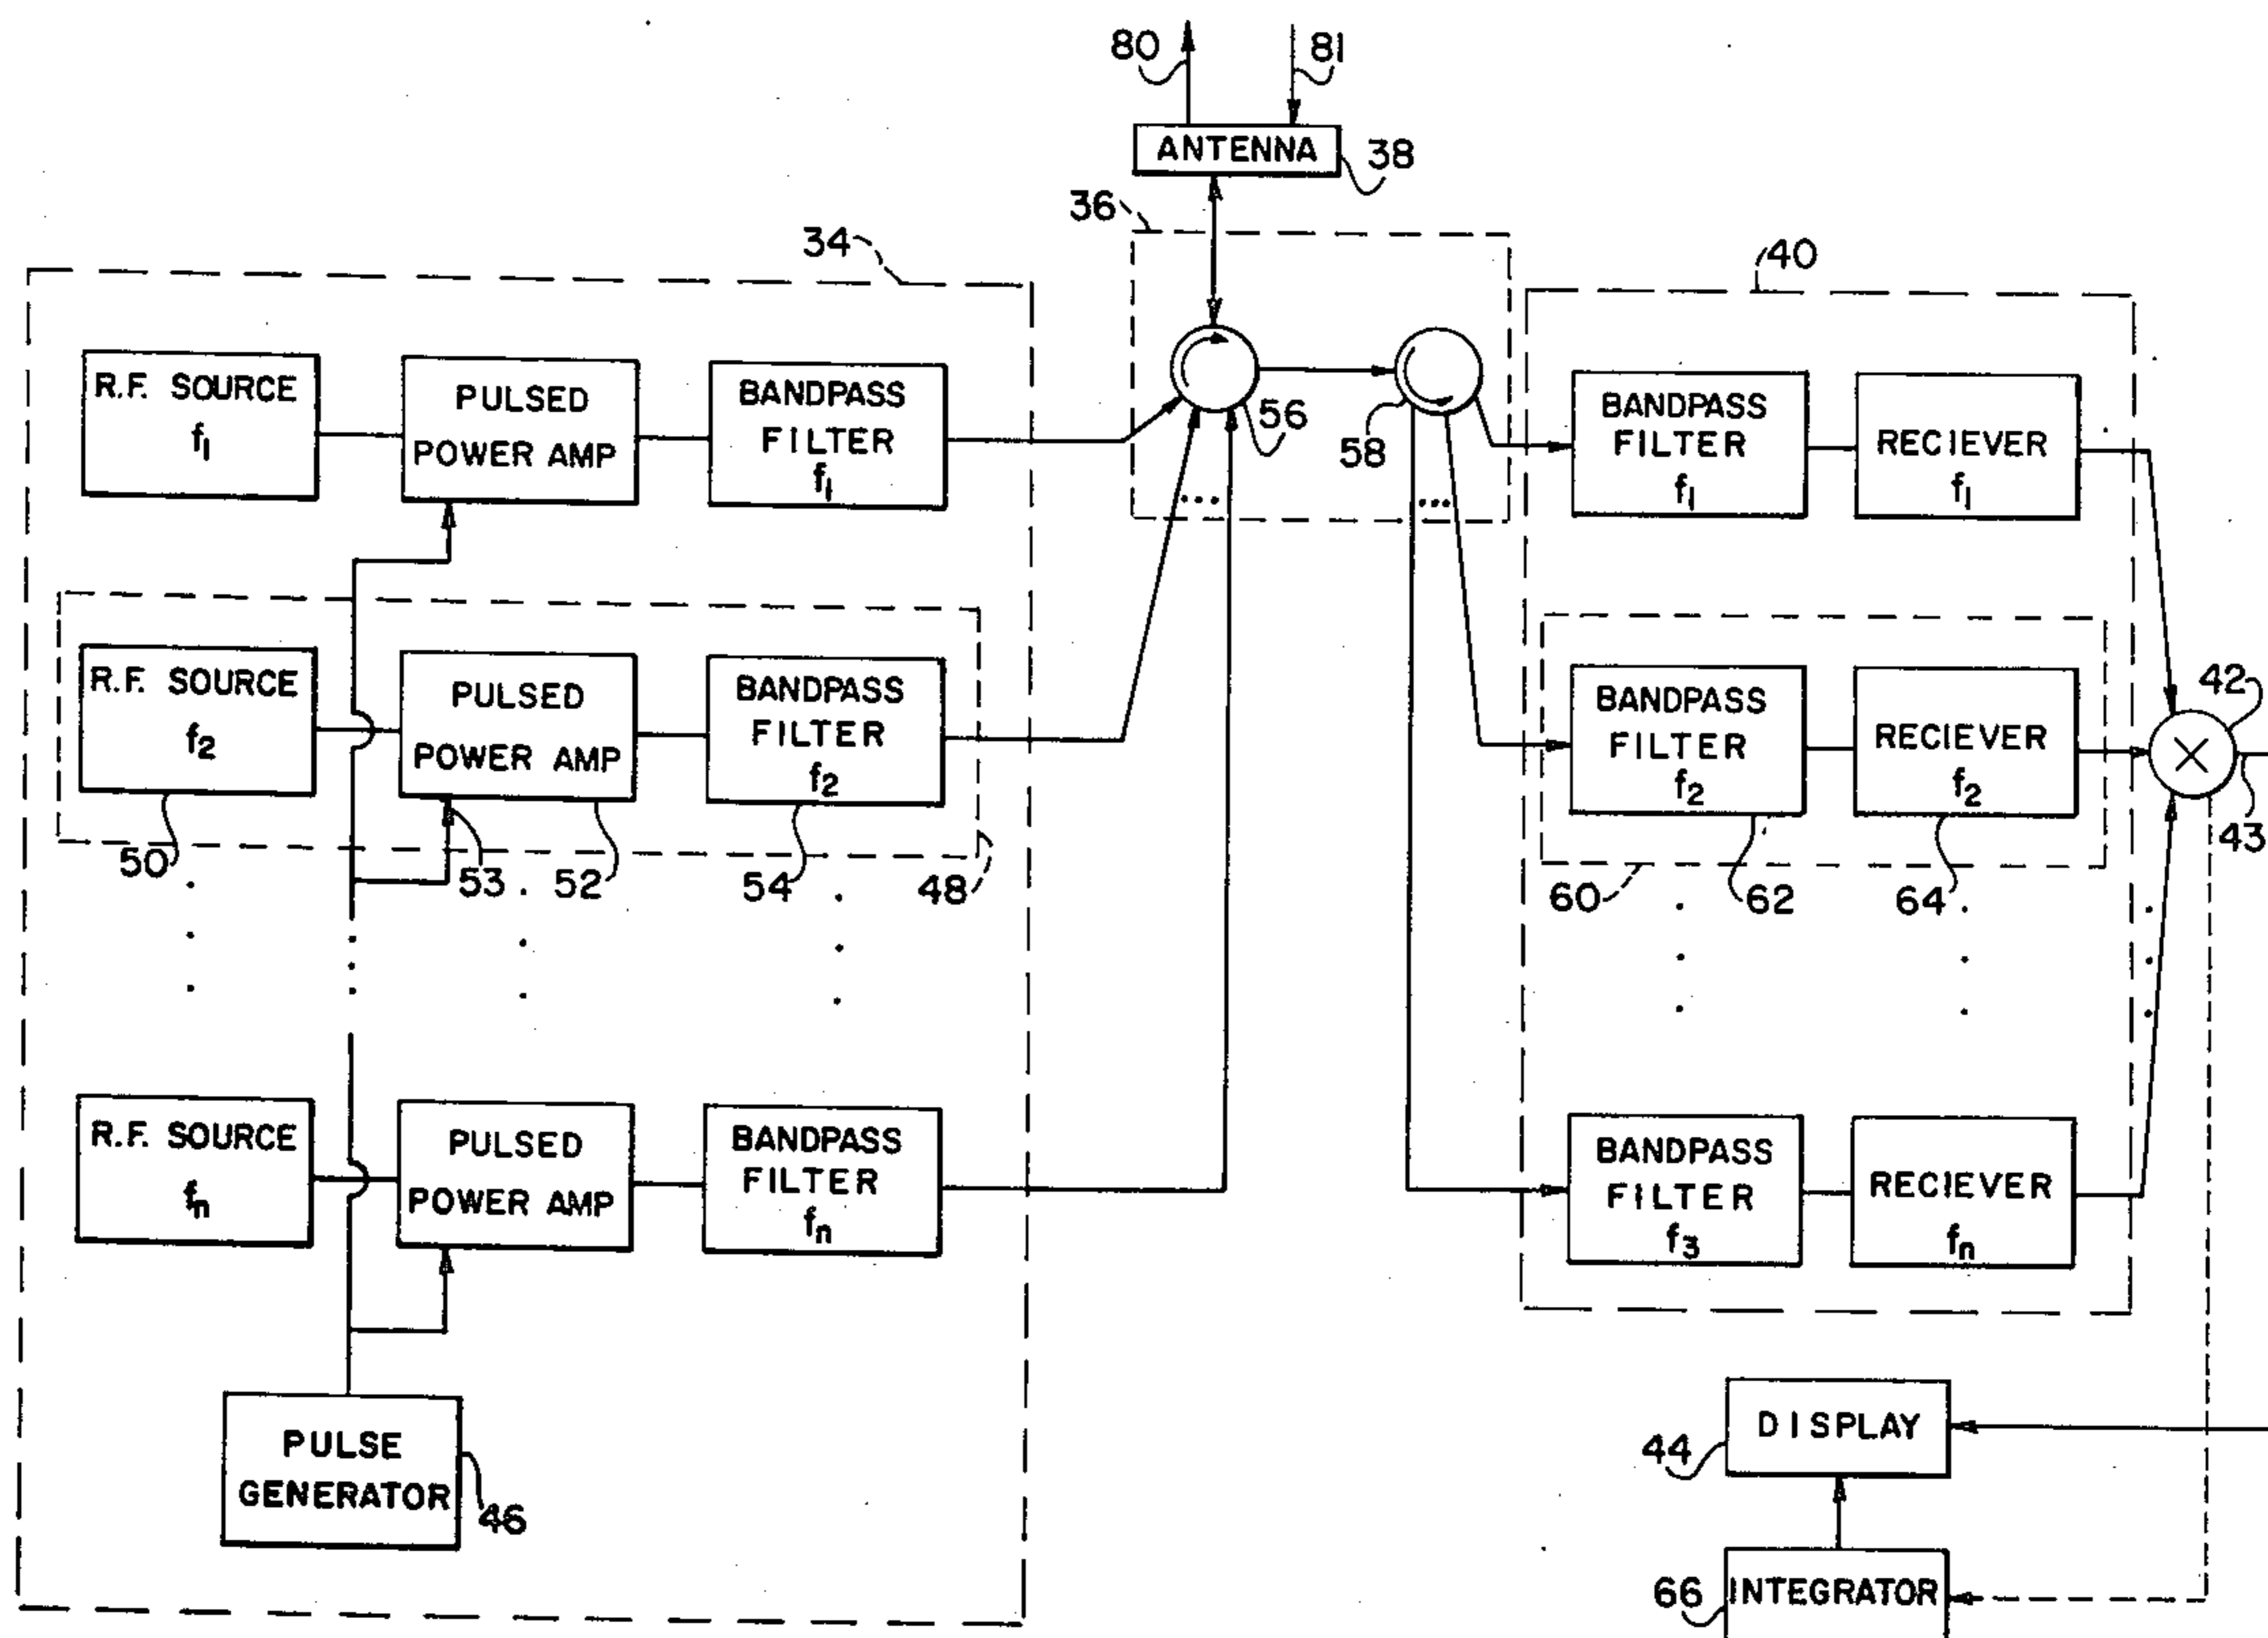 80
81
ANTENNA
38
36
34
40
R.F. SOURCE
f1
PULSED
POWER AMP
BANDPASS
FILTER
f1
56
58
...
...
BANDPASS
FILTER
f1
RECIEVER
f1
R.F. SOURCE
f2
PULSED
POWER AMP
BANDPASS
FILTER
f2
BANDPASS
FILTER
f2
RECIEVER
f2
42
X
43
50
53
52
54
48
60
62
64
R.F. SOURCE
fn
PULSED
POWER AMP
BANDPASS
FILTER
fn
BANDPASS
FILTER
f3
RECIEVER
fn
PULSE
GENERATOR
46
DISPLAY
44
INTEGRATOR
66